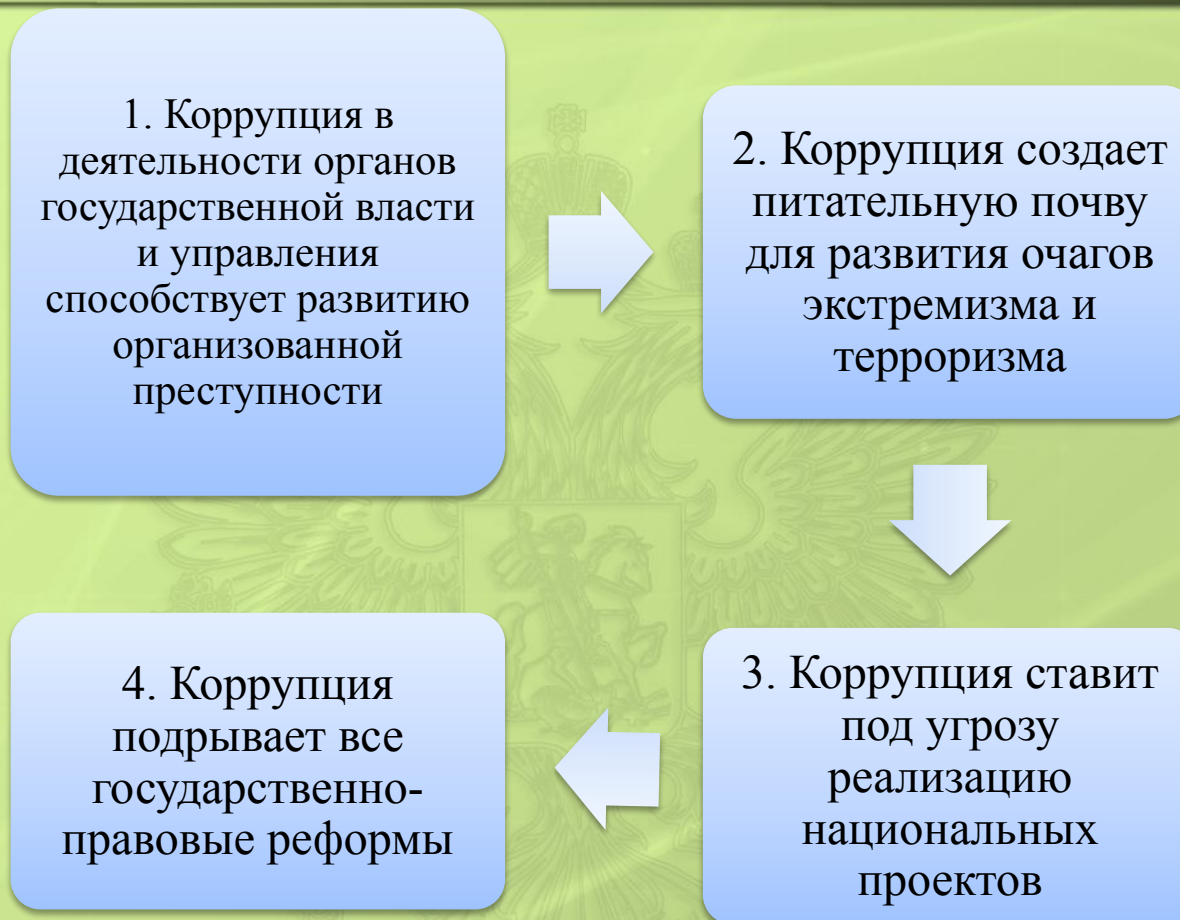 1. Коррупция в
деятельности органов
государственной власти
и управления
способствует развитию
организованной
преступности
2. Коррупция создает
питательную почву
для развития очагов
экстремизма и
терроризма
3. Коррупция ставит
под угрозу
реализацию
национальных
проектов
4. Коррупция
подрывает все
государственно-
правовые реформы